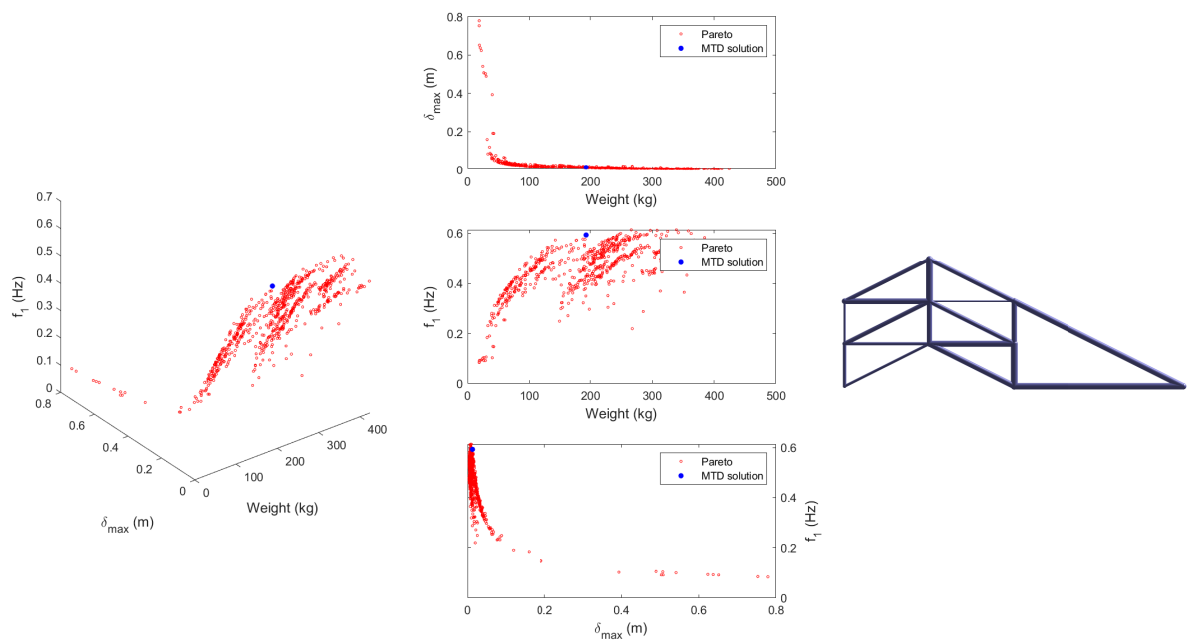 0.7
0.6
0.5
0.4
0.3
0.2
0.1
0
0.8
0.6
0.4
0.2
0
0
100
200
300
400
f1 (Hz)
δmax (m)
Weight (kg)
0.8
0.6
0.4
0.2
0
δmax (m)
Pareto
MTD solution
0 100 200 300 400 500
Weight (kg)
0.6
0.4
0.2
0
f1 (Hz)
Pareto
MTD solution
0 100 200 300 400 500
Weight (kg)
Pareto
MTD solution
0.6
0.4
0.2
0
f1 (Hz)
0 0.2 0.4 0.6 0.8
δmax (m)